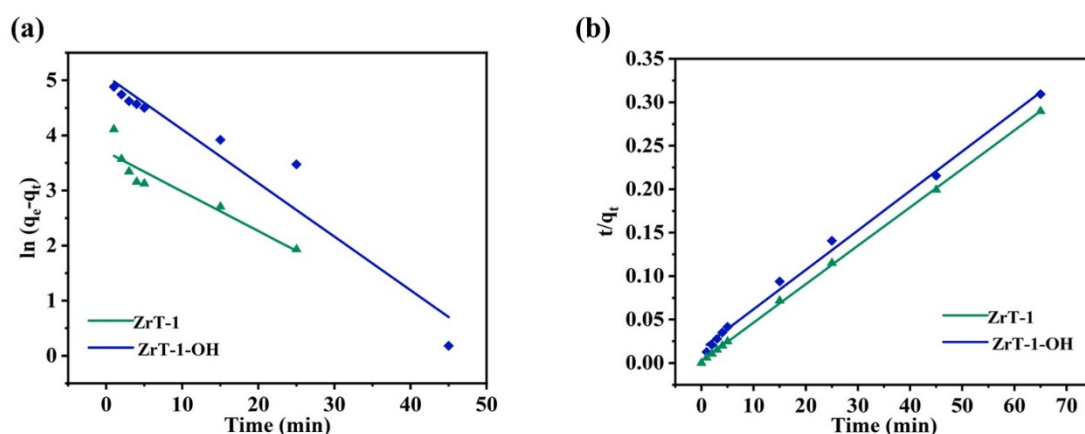 (a)
5
4
3
2
1
0
ln (qₑ-qₜ)
ZrT-1
ZrT-1-OH
0 10 20 30 40 50
Time (min)
(b)
0.35
0.30
0.25
0.20
0.15
0.10
0.05
0.00
t/qₜ
ZrT-1
ZrT-1-OH
0 10 20 30 40 50 60 70
Time (min)